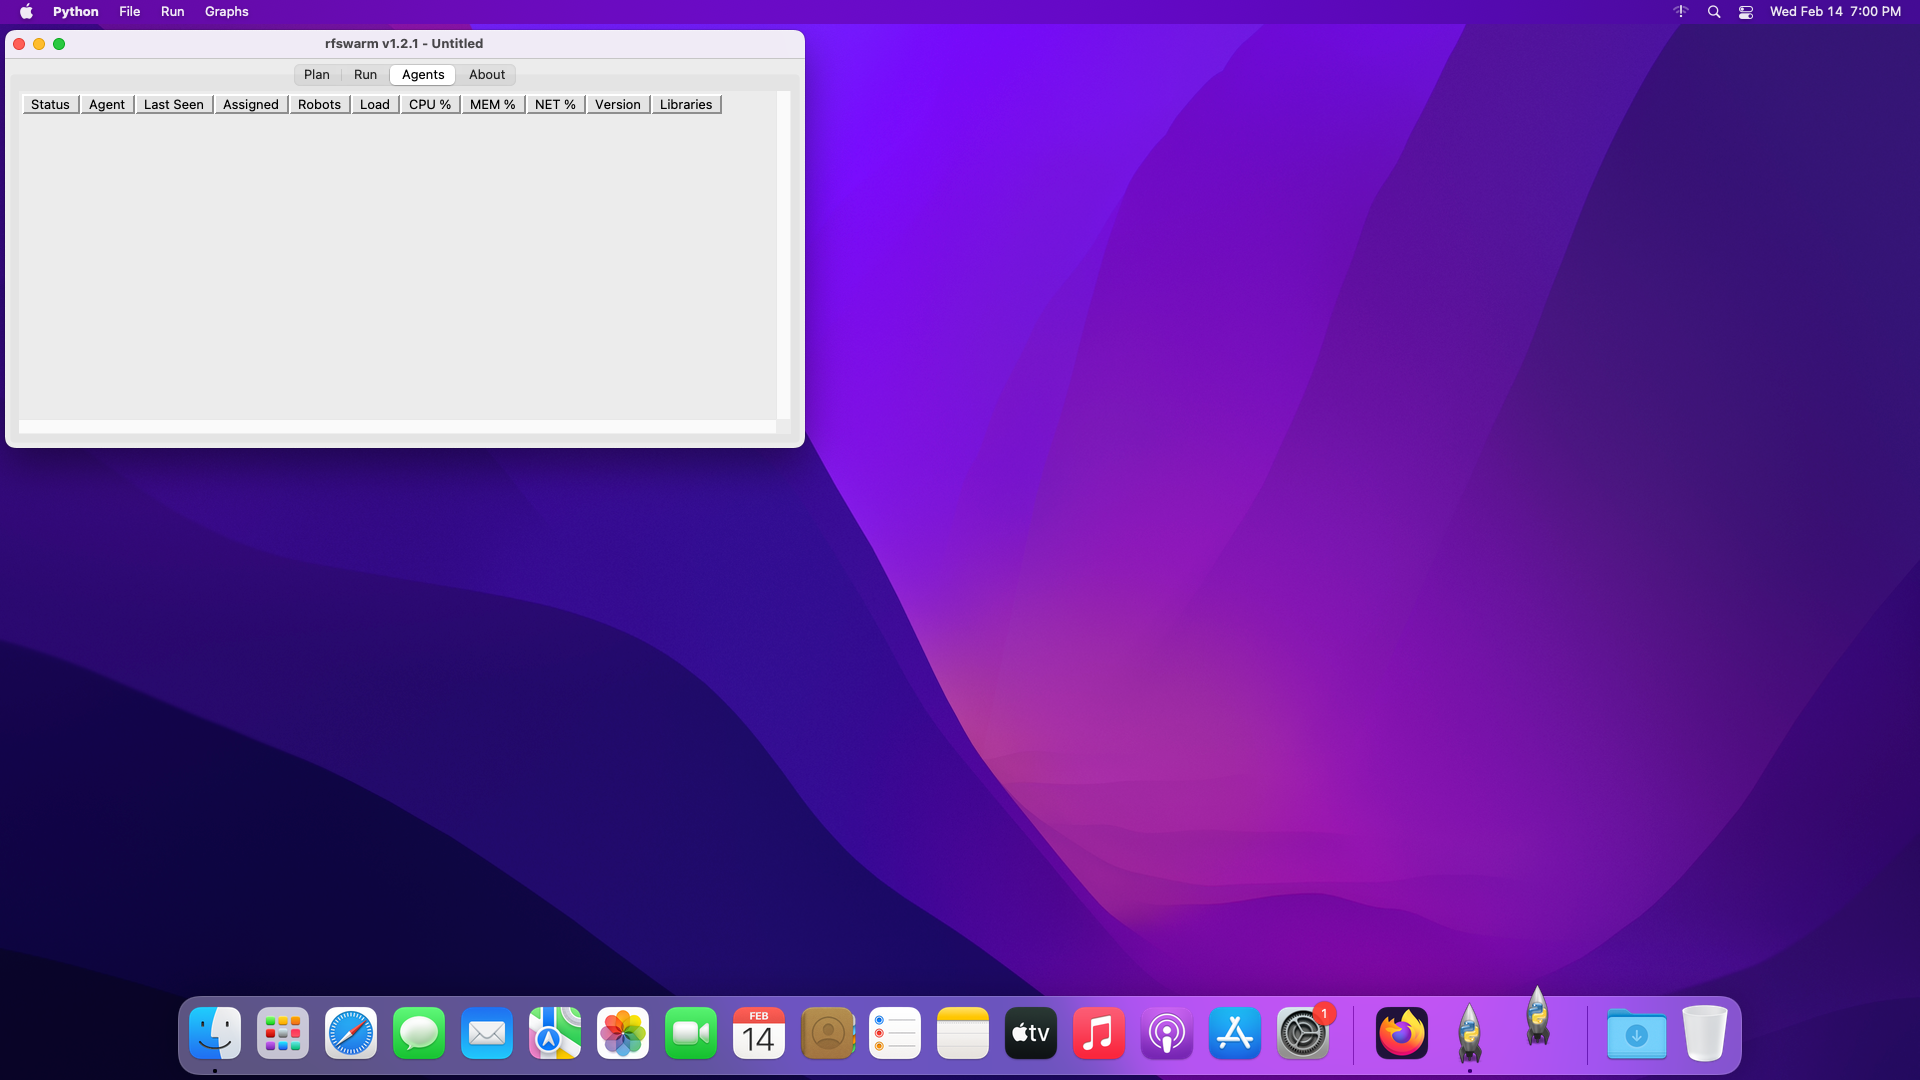 Python File Run Graphs Wed Feb 14 7:00 PM
rfswarm v1.2.1 - Untitled
Plan Run Agents About
Status Agent Last Seen Assigned Robots Load CPU % MEM % NET % Version Libraries
FEB
14
tv
1